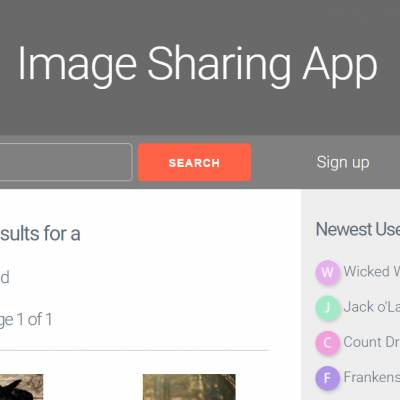 Image Sharing App
SEARCH
Sign up
sults for a
d
ge 1 of 1
Newest Use
W Wicked W
J Jack o'La
C Count Dr
F Frankens